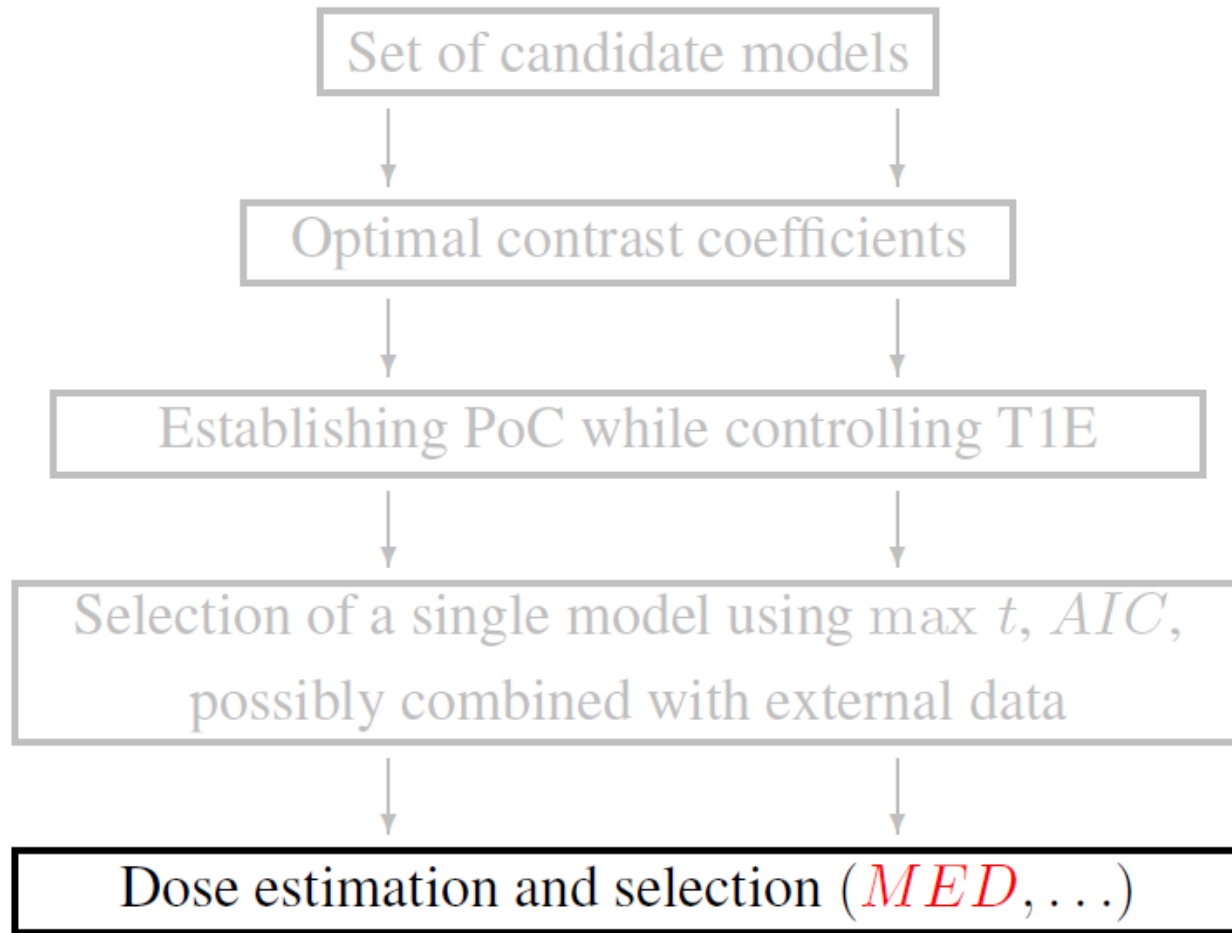 Set of candidate models
Optimal contrast coefficients
Establishing PoC while controlling T1E
Selection of a single model using max t, AIC,
possibly combined with external data
Dose estimation and selection (MED, . . .)